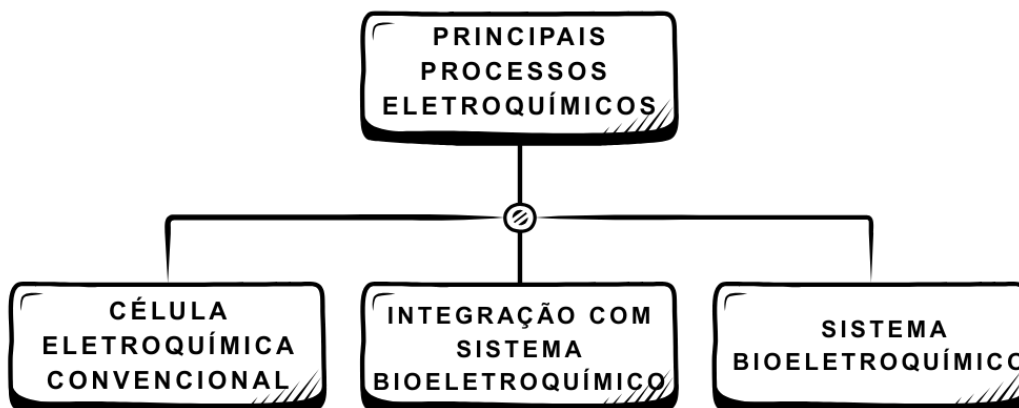 PRINCIPAIS
PROCESSOS
ELETROQUÍMICOS
CÉLULA
ELETROQUÍMICA
CONVENCIONAL
INTEGRAÇÃO COM
SISTEMA
BIOELETROQUÍMICO
SISTEMA
BIOELETROQUÍMICO